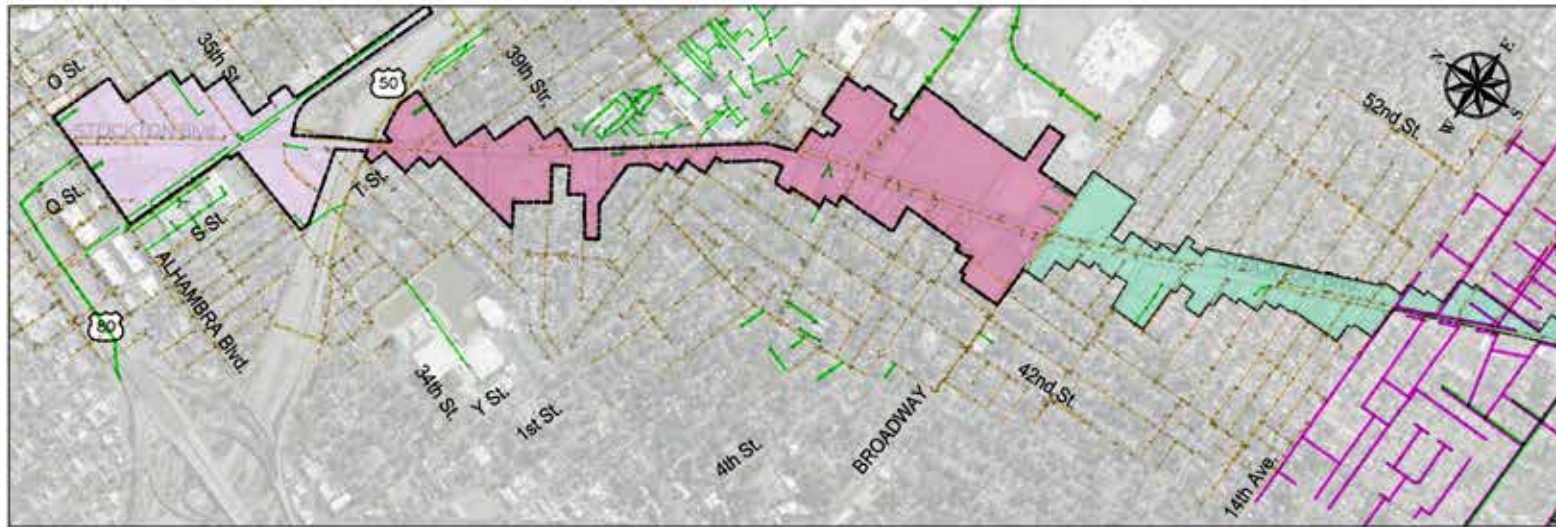 35th St.
O St.
50
39th Str.
N
E
W
S
52nd St.
STOCKTON Blvd.
Q St.
S St.
T St.
80
ALHAMBRA Blvd.
34th St.
Y St.
1st St.
4th St.
BROADWAY
42nd St.
14th Ave.